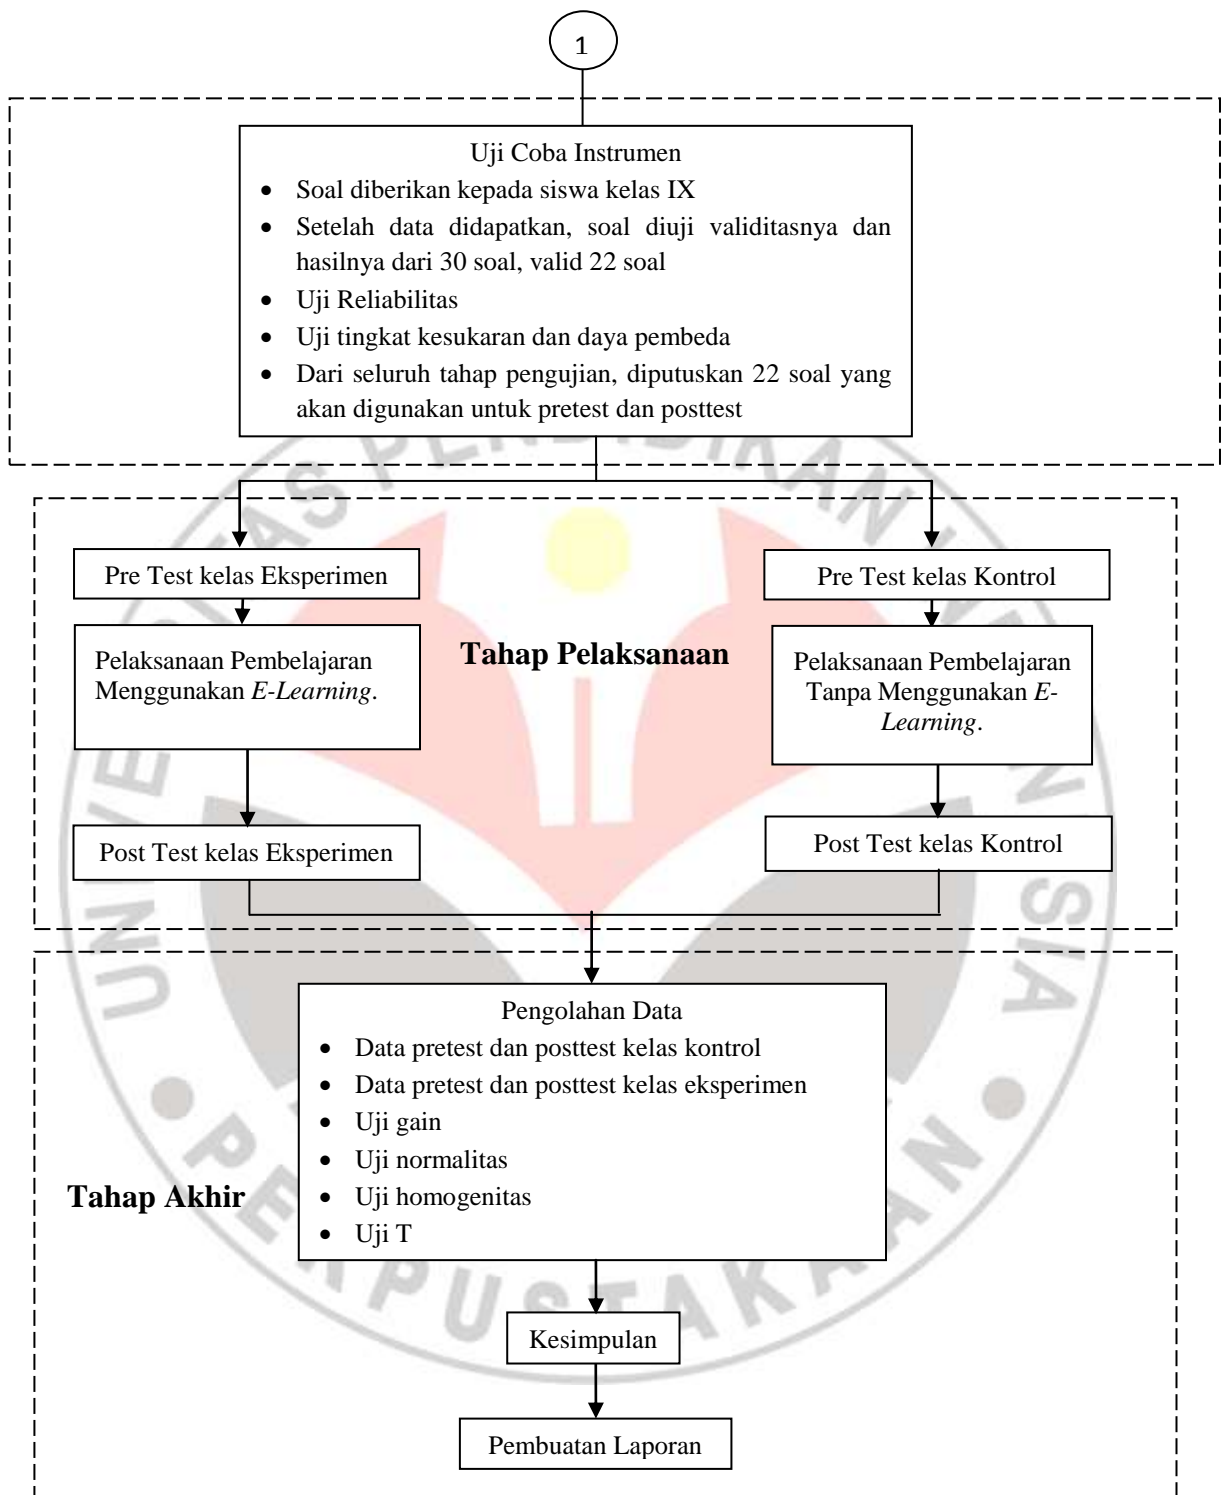 1
Uji Coba Instrumen
• Soal diberikan kepada siswa kelas IX
• Setelah data didapatkan, soal diuji validitasnya dan
hasilnya dari 30 soal, valid 22 soal
• Uji Reliabilitas
• Uji tingkat kesukaran dan daya pembeda
• Dari seluruh tahap pengujian, diputuskan 22 soal yang
akan digunakan untuk pretest dan posttest
Pre Test kelas Eksperimen
Pre Test kelas Kontrol
Pelaksanaan Pembelajaran
Menggunakan E-Learning.
Tahap Pelaksanaan
Pelaksanaan Pembelajaran
Tanpa Menggunakan E-
Learning.
Post Test kelas Eksperimen
Post Test kelas Kontrol
Pengolahan Data
• Data pretest dan posttest kelas kontrol
• Data pretest dan posttest kelas eksperimen
• Uji gain
• Uji normalitas
• Uji homogenitas
• Uji T
Tahap Akhir
Kesimpulan
Pembuatan Laporan
PERPUSTAKAAN